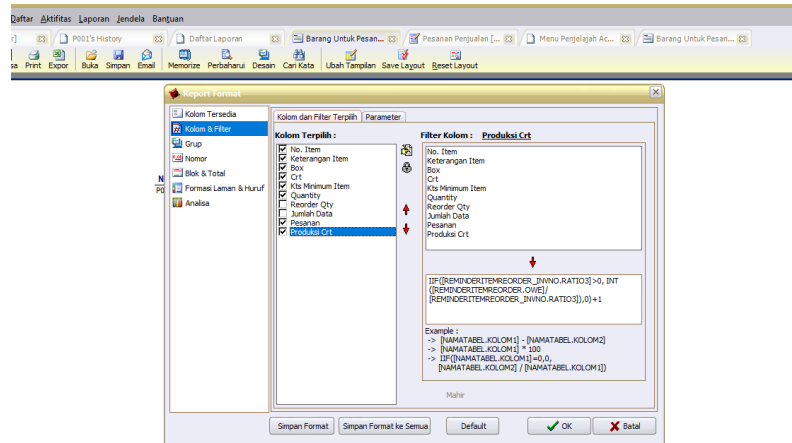 Daftar Aktifitas Laporan Jendela Bantuan
r] P001's History Daftar Laporan Barang Untuk Pesan... Pesanan Penjualan [... Menu Penjelajah Ac... Barang Untuk Pesan...
sa Print Expor Buka Simpan Email Memorize Perbaharui Desain Cari Kata Ubah Tampilan Save Layout Reset Layout
Report Format
Kolom Tersedia
Kolom & Filter
Grup
Nomor
Blok & Total
Formasi Laman & Huruf
Analisa
N
P0
Kolom dan Filter Terpilih Parameter
Kolom Terpilih :
No. Item
Keterangan Item
Box
Crt
Kts Minimum Item
Quantity
Reorder Qty
Jumlah Data
Pesanan
Produksi Crt
Filter Kolom : Produksi Crt
No. Item
Keterangan Item
Box
Crt
Kts Minimum Item
Quantity
Reorder Qty
Jumlah Data
Pesanan
Produksi Crt
IIF([REMINDERITEMREORDER_INVNO.RATIO3]>0, INT
([REMINDERITEMREORDER.OWE]/
[REMINDERITEMREORDER_INVNO.RATIO3]),0)+1
Example :
-> [NAMATABEL.KOLOM1] - [NAMATABEL.KOLOM2]
-> [NAMATABEL.KOLOM1] * 100
-> IIF([NAMATABEL.KOLOM1]=0,0,
[NAMATABEL.KOLOM2] / [NAMATABEL.KOLOM1])
Mahir
Simpan Format Simpan Format ke Semua Default OK Batal